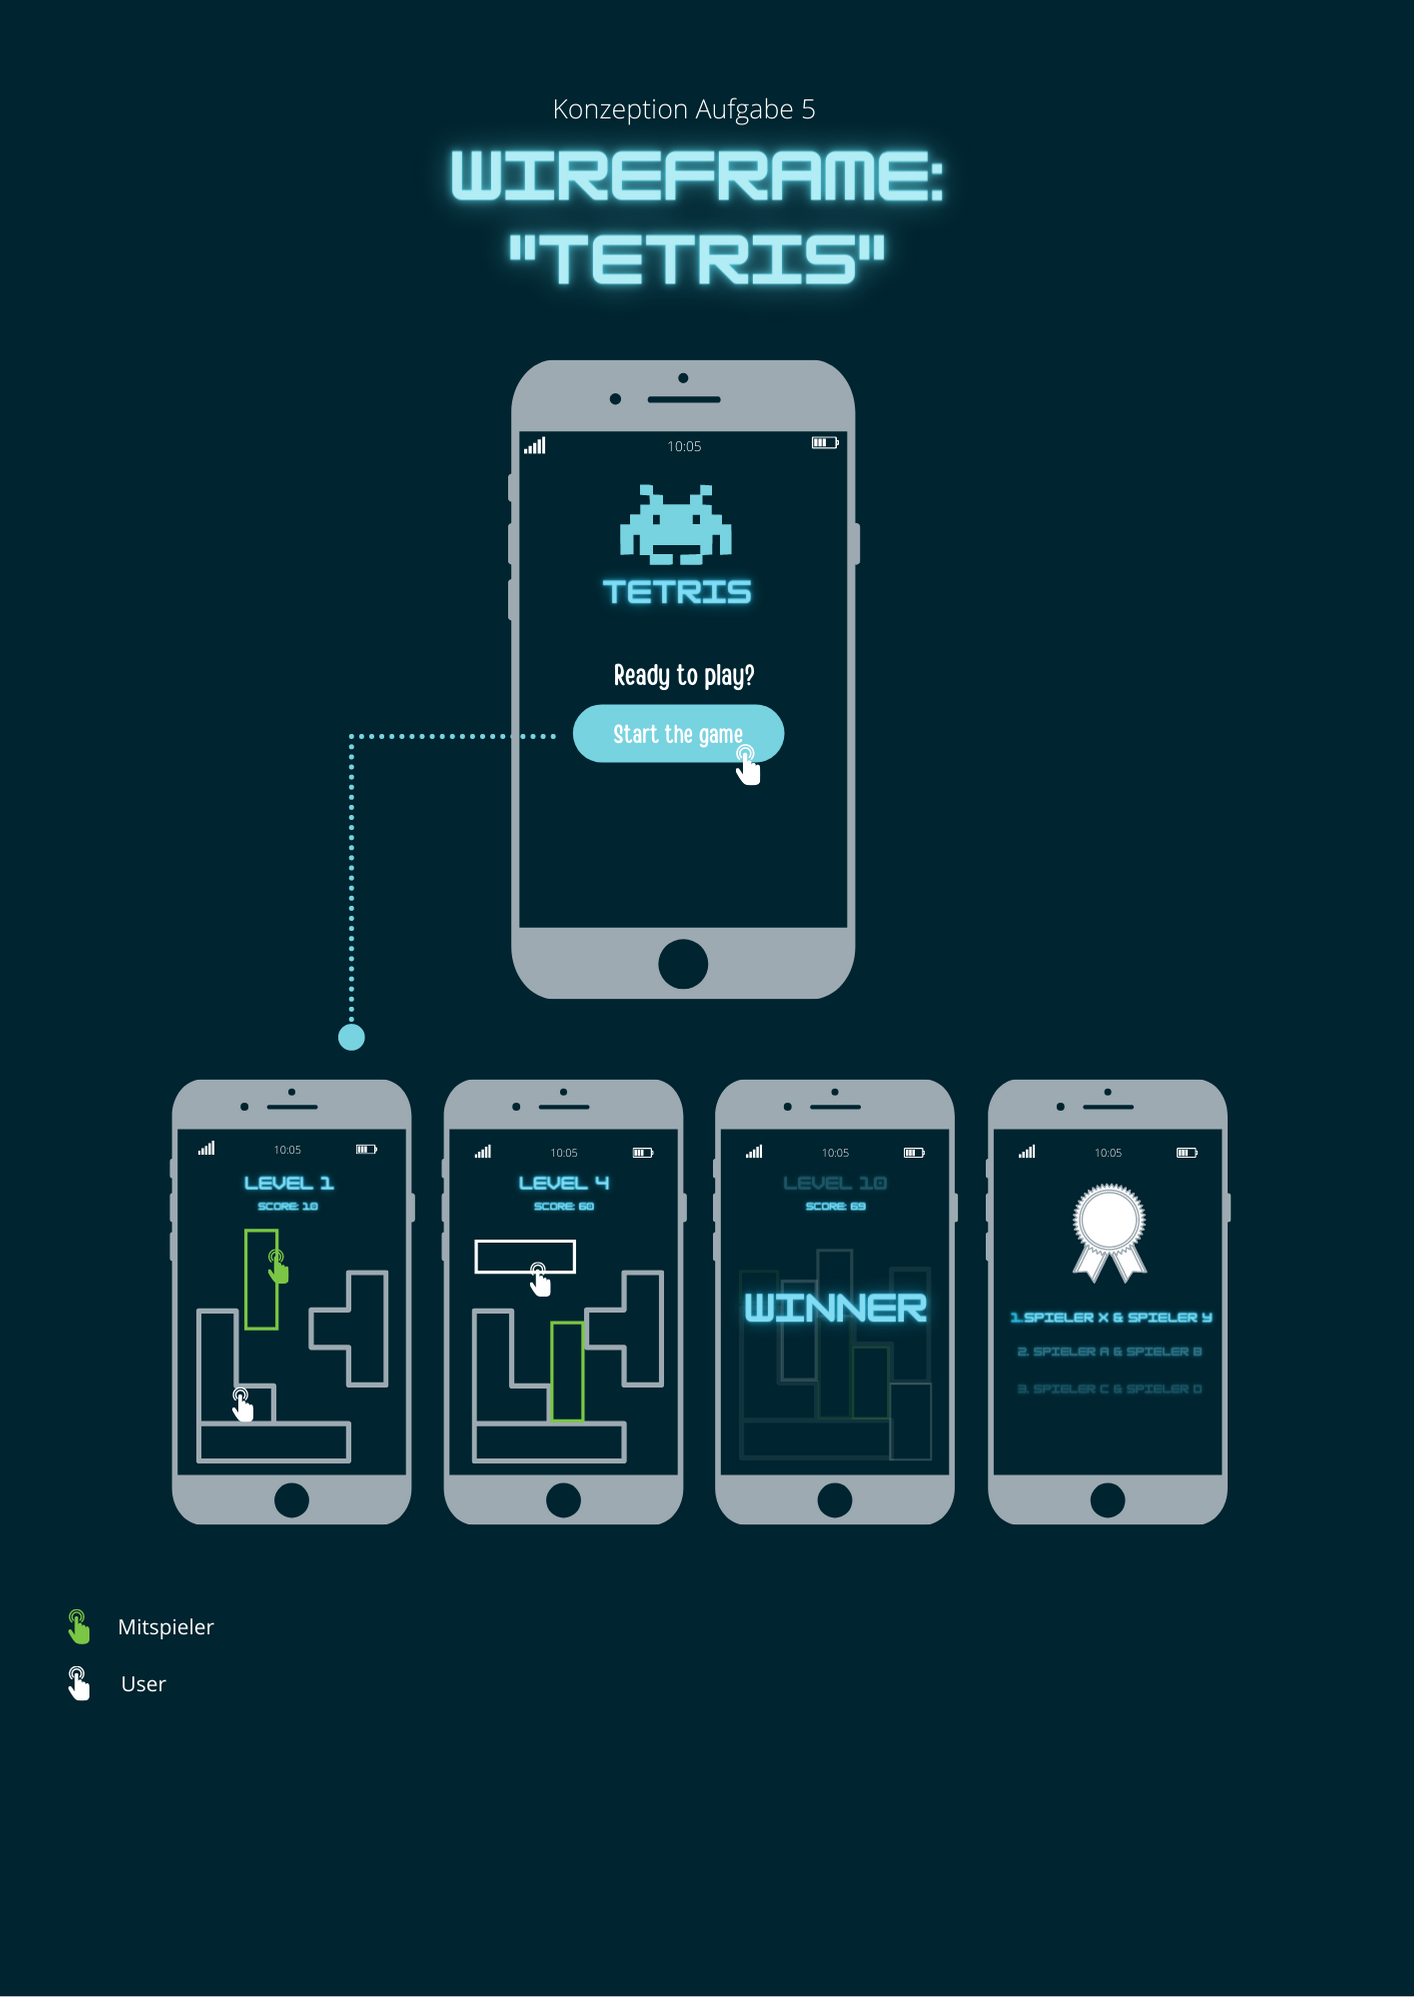 Konzeption Aufgabe 5
WIREFRAME:
"TETRIS"
10:05
TETRIS
Ready to play?
Start the game
10:05
LEVEL 1
SCORE: 10
10:05
LEVEL 4
SCORE: 60
10:05
LEVEL 10
SCORE: 69
WINNER
10:05
1.SPIELER X & SPIELER Y
2. SPIELER A & SPIELER B
3. SPIELER C & SPIELER D
Mitspieler
User